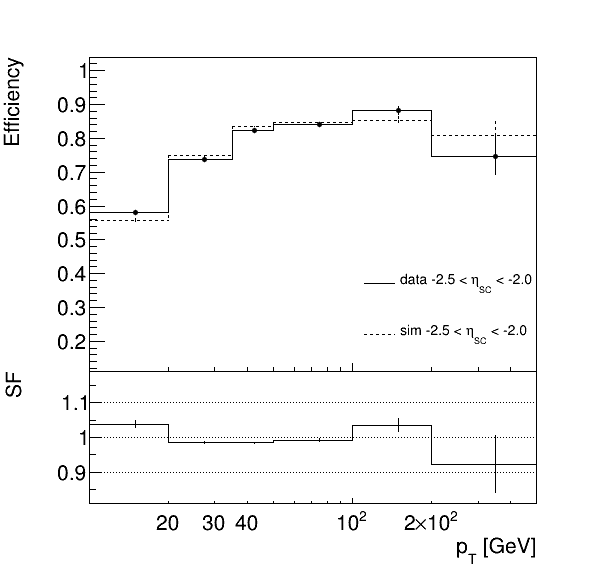 Efficiency
1
0.9
0.8
0.7
0.6
0.5
0.4
0.3
0.2
data -2.5 < η_SC < -2.0
sim -2.5 < η_SC < -2.0
SF
1.1
1
0.9
20 30 40 10² 2×10²
p_T [GeV]